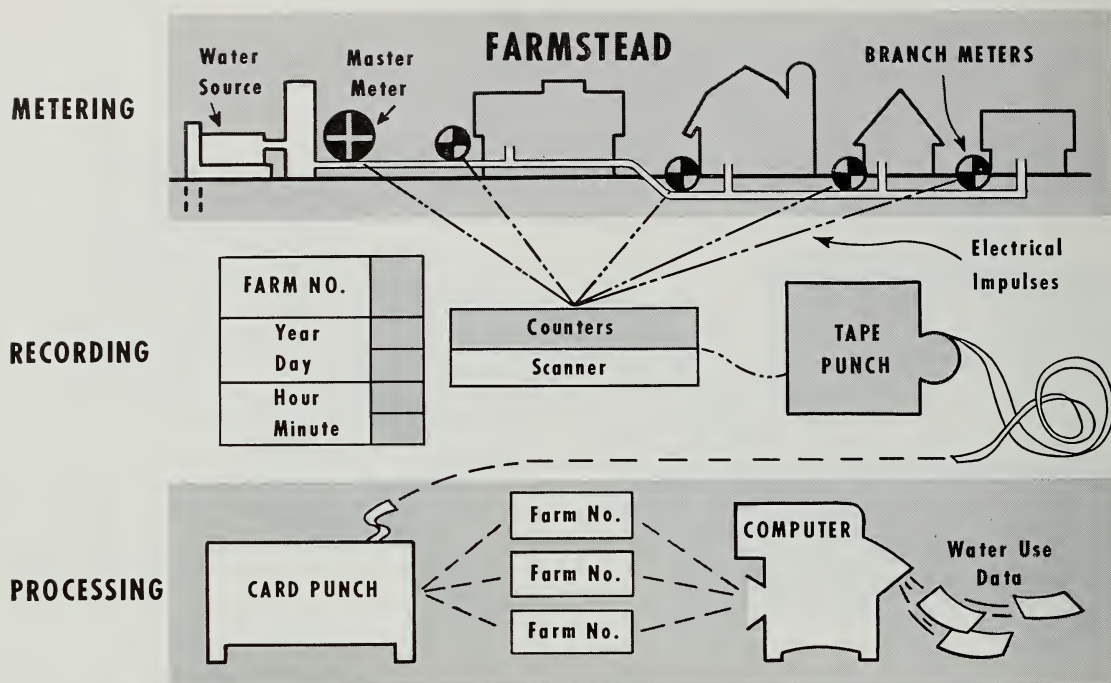 METERING
FARMSTEAD
Water
Source
Master
Meter
BRANCH METERS
Electrical
Impulses
RECORDING
FARM NO.
Year
Day
Hour
Minute
Counters
Scanner
TAPE
PUNCH
PROCESSING
CARD PUNCH
Farm No.
Farm No.
Farm No.
COMPUTER
Water Use
Data